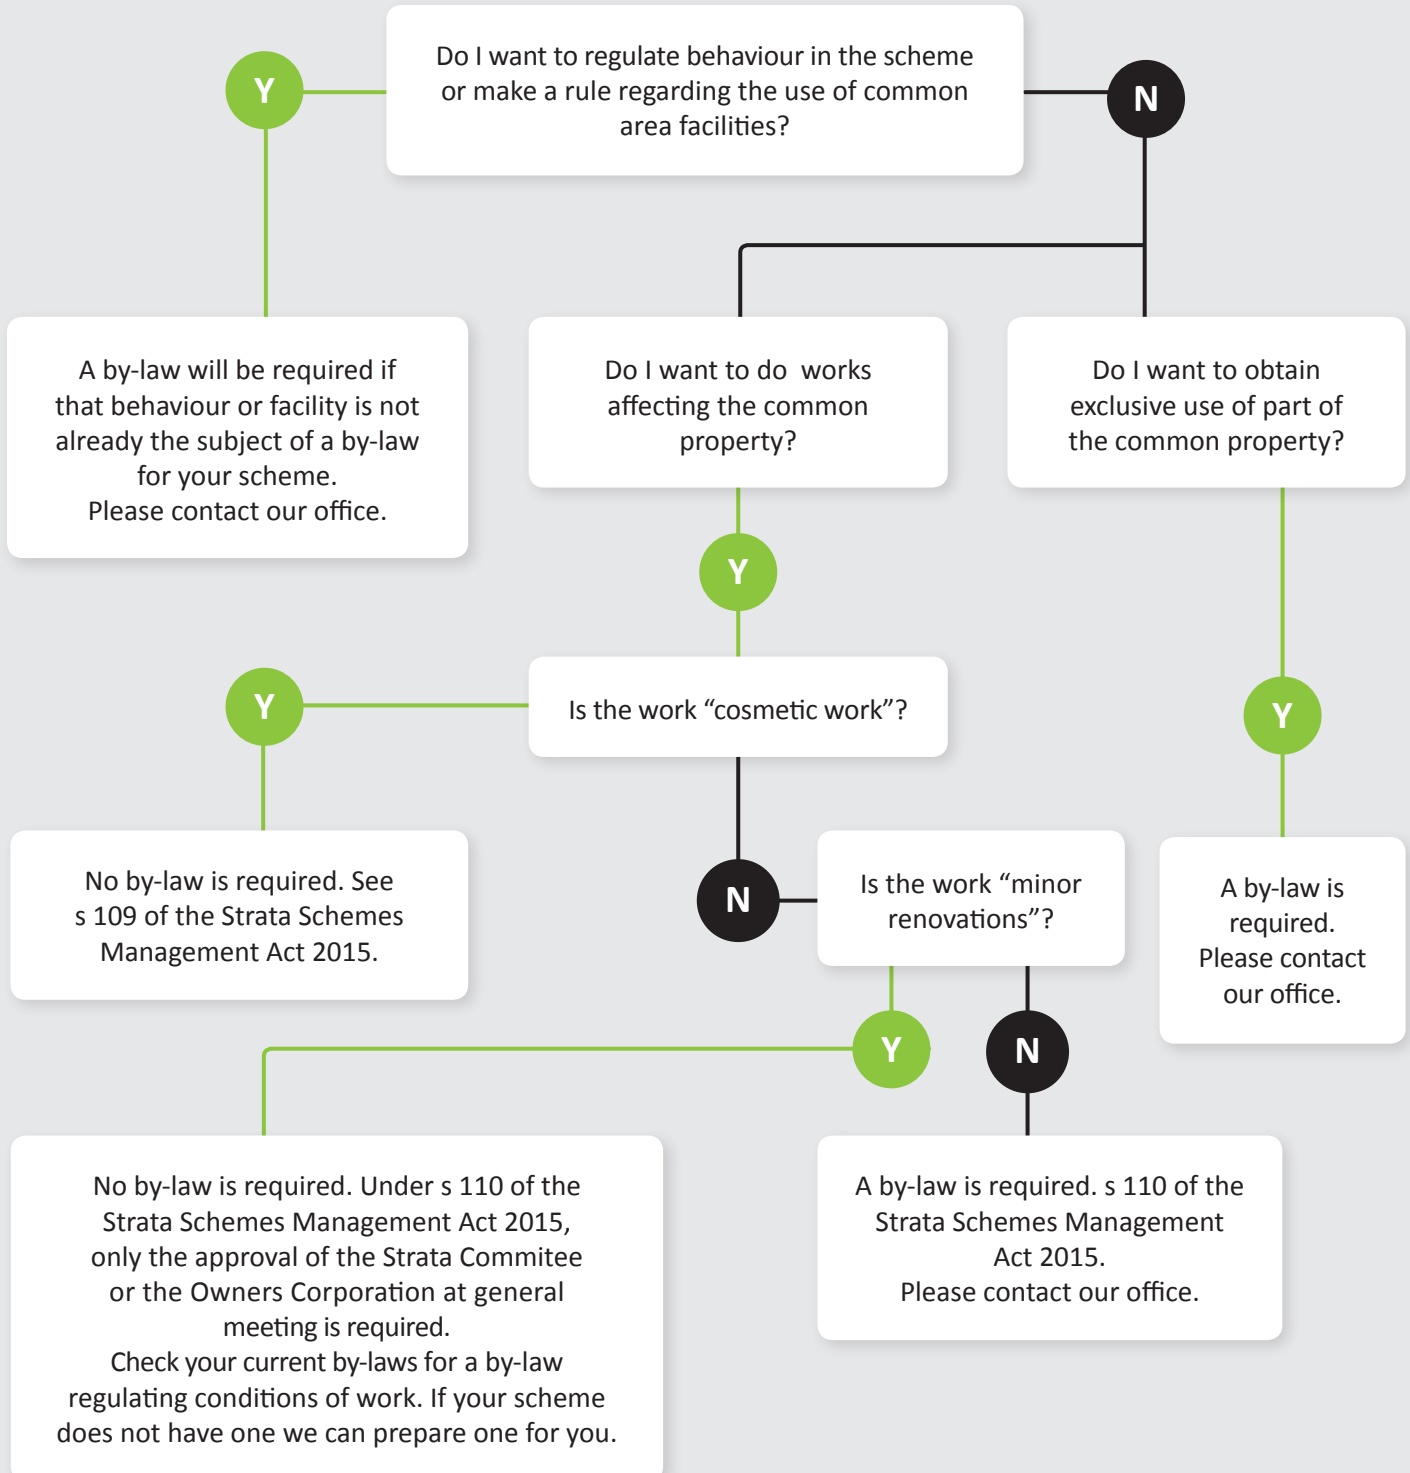 Do I want to regulate behaviour in the scheme
or make a rule regarding the use of common
area facilities?
Y
N
A by-law will be required if
that behaviour or facility is not
already the subject of a by-law
for your scheme.
Please contact our office.
Do I want to do works
affecting the common
property?
Do I want to obtain
exclusive use of part of
the common property?
Y
Is the work “cosmetic work”?
Y
Y
No by-law is required. See
s 109 of the Strata Schemes
Management Act 2015.
N
Is the work “minor
renovations”?
A by-law is
required.
Please contact
our office.
Y
N
No by-law is required. Under s 110 of the
Strata Schemes Management Act 2015,
only the approval of the Strata Commitee
or the Owners Corporation at general
meeting is required.
Check your current by-laws for a by-law
regulating conditions of work. If your scheme
does not have one we can prepare one for you.
A by-law is required. s 110 of the
Strata Schemes Management
Act 2015.
Please contact our office.